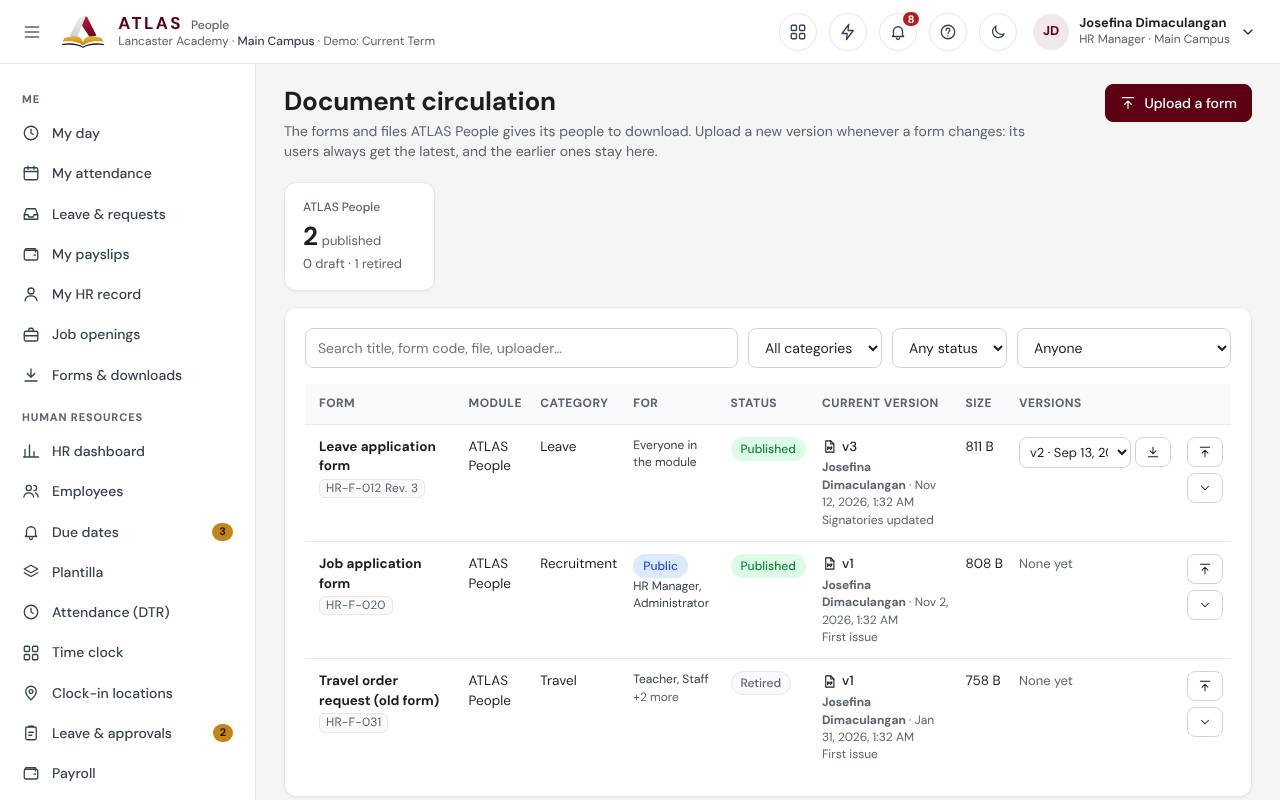 ATLAS People
Lancaster Academy · Main Campus · Demo: Current Term
8
JD
Josefina Dimaculangan
HR Manager · Main Campus
ME
My day
My attendance
Leave & requests
My payslips
My HR record
Job openings
Forms & downloads
HUMAN RESOURCES
HR dashboard
Employees
Due dates 3
Plantilla
Attendance (DTR)
Time clock
Clock-in locations
Leave & approvals 2
Payroll
Document circulation
Upload a form
The forms and files ATLAS People gives its people to download. Upload a new version whenever a form changes: its
users always get the latest, and the earlier ones stay here.
ATLAS People
2 published
0 draft · 1 retired
Search title, form code, file, uploader…
All categories
Any status
Anyone
FORM MODULE CATEGORY FOR STATUS CURRENT VERSION SIZE VERSIONS
Leave application
form
HR-F-012 Rev. 3
ATLAS
People
Leave
Everyone in
the module
Published
v3
Josefina
Dimaculangan · Nov
12, 2026, 1:32 AM
Signatories updated
811 B
v2 · Sep 13, 20
Job application
form
HR-F-020
ATLAS
People
Recruitment
Public
HR Manager,
Administrator
Published
v1
Josefina
Dimaculangan · Nov 2,
2026, 1:32 AM
First issue
808 B
None yet
Travel order
request (old form)
HR-F-031
ATLAS
People
Travel
Teacher, Staff
+2 more
Retired
v1
Josefina
Dimaculangan · Jan
31, 2026, 1:32 AM
First issue
758 B
None yet